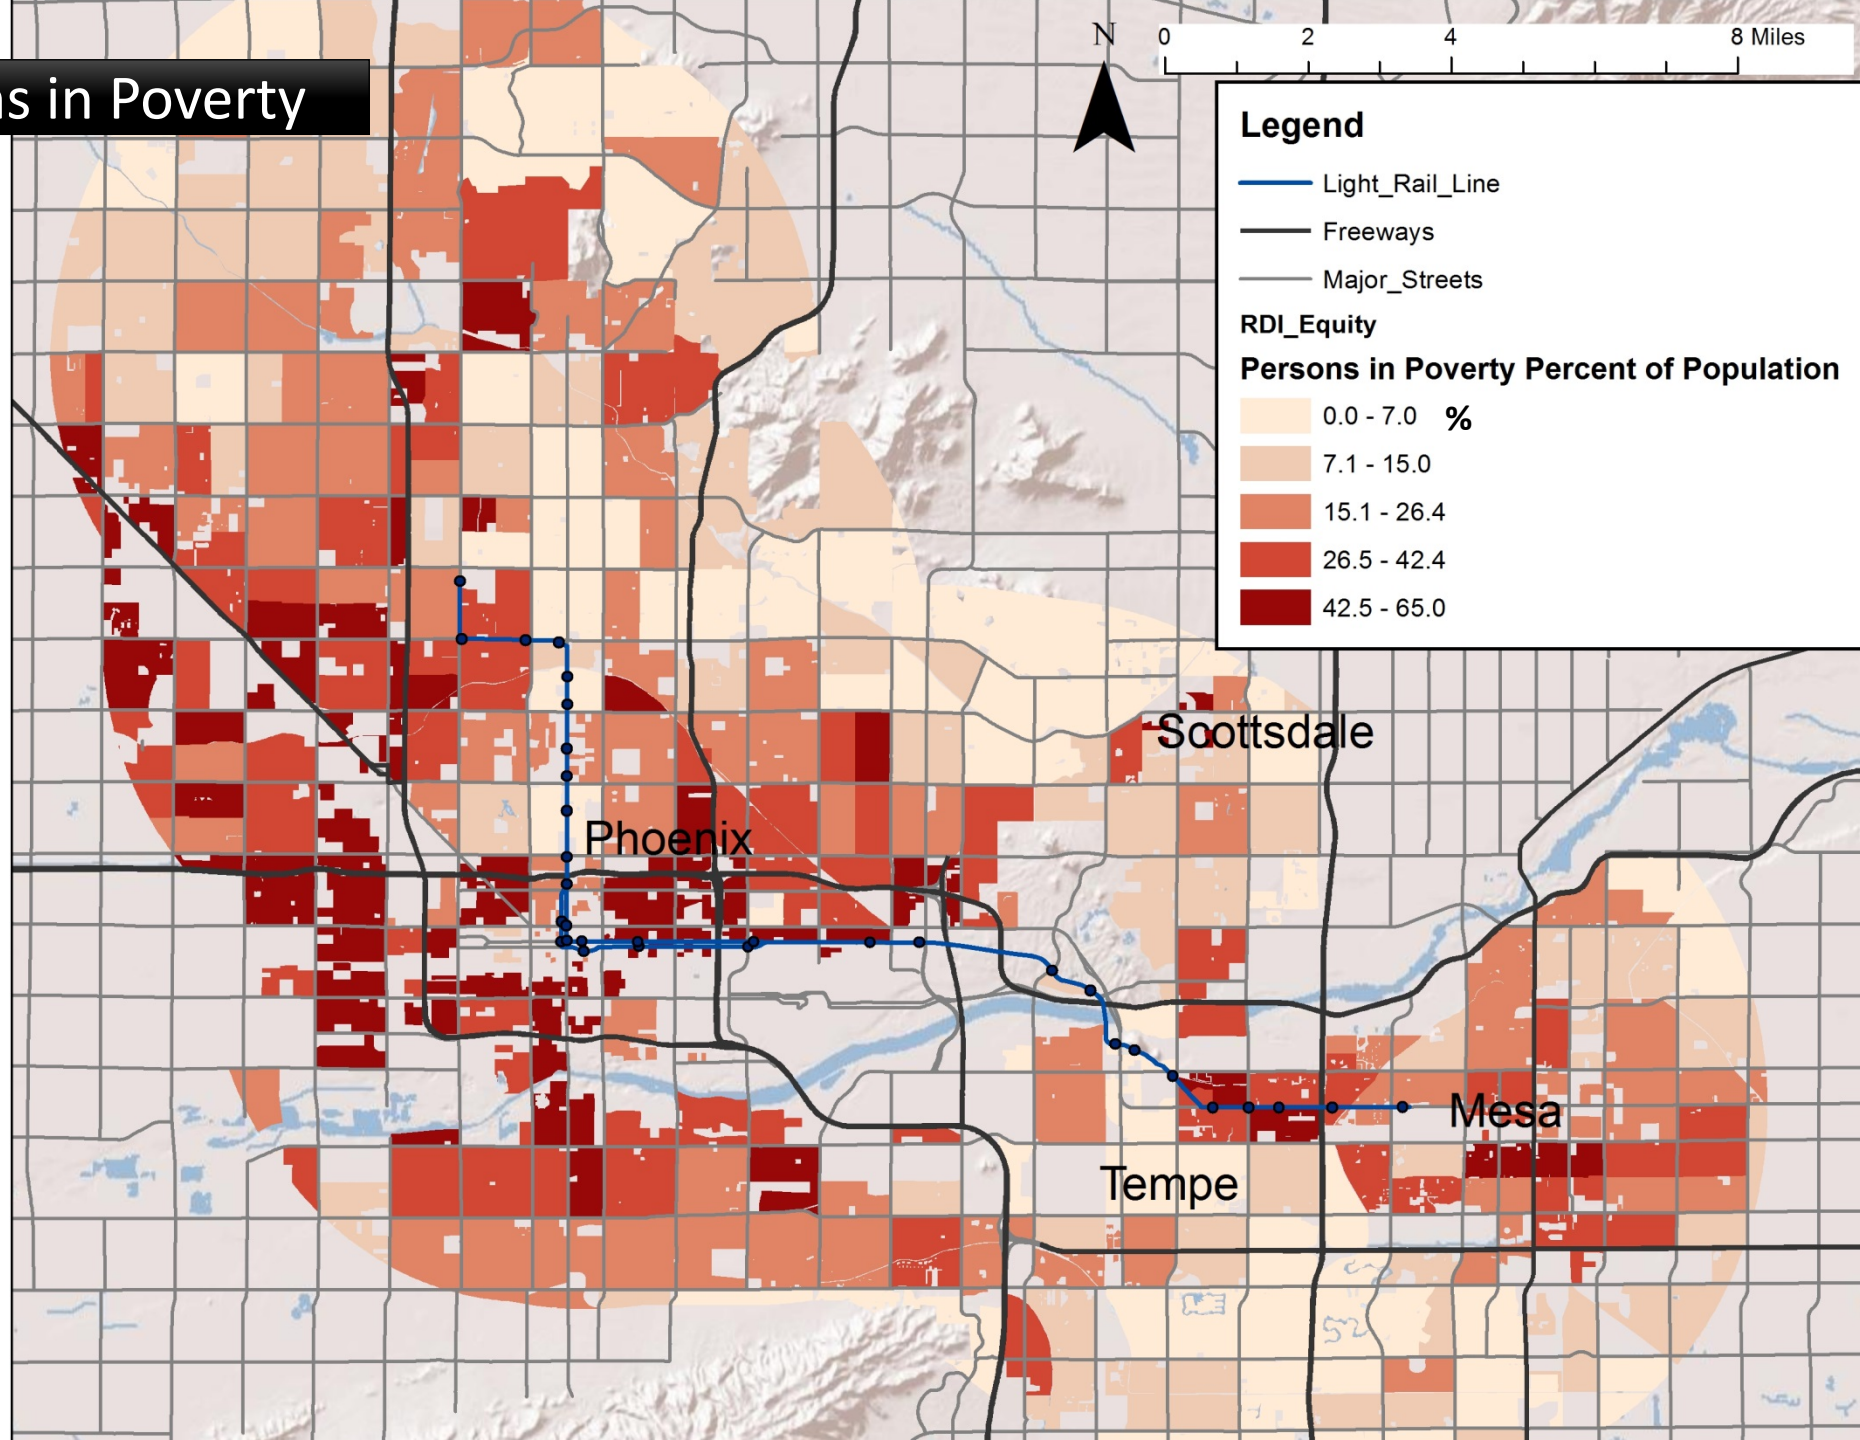 ns in Poverty
N
0 2 4 8 Miles
Legend
Light_Rail_Line
Freeways
Major_Streets
RDI_Equity
Persons in Poverty Percent of Population
0.0 - 7.0 %
7.1 - 15.0
15.1 - 26.4
26.5 - 42.4
42.5 - 65.0
Scottsdale
Phoenix
Mesa
Tempe